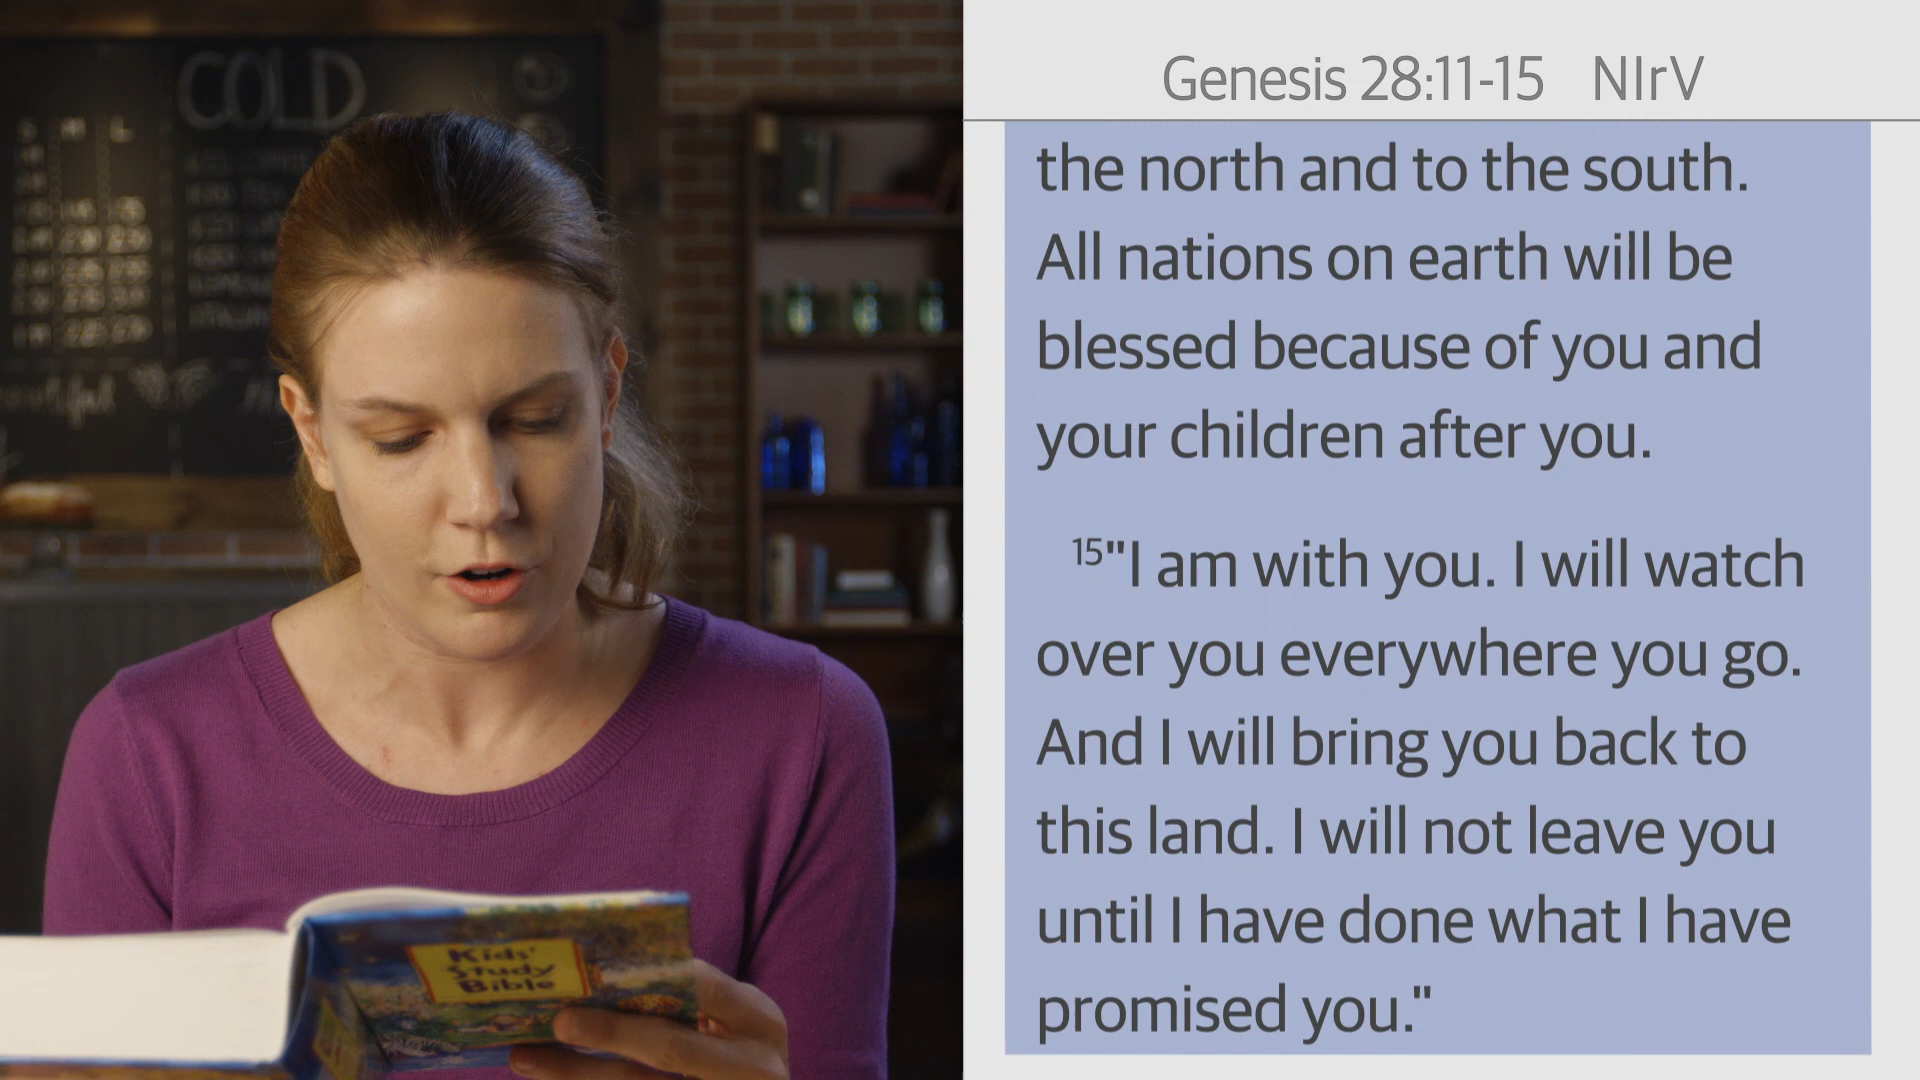 COLD
S M L
Kids'
Study
Bible
Genesis 28:11-15 NIrV
the north and to the south.
All nations on earth will be
blessed because of you and
your children after you.
15"I am with you. I will watch
over you everywhere you go.
And I will bring you back to
this land. I will not leave you
until I have done what I have
promised you."